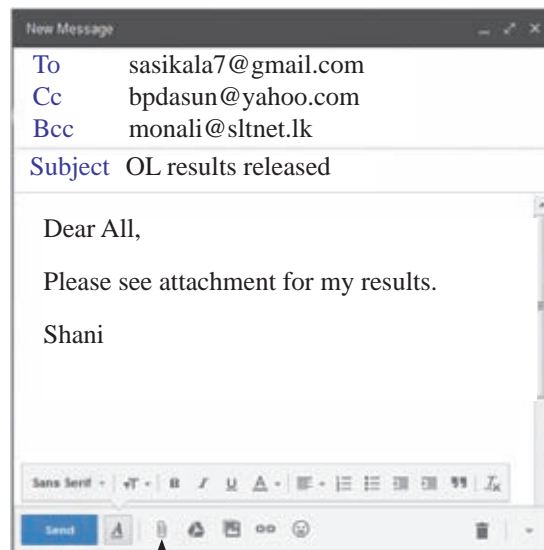 New Message
To sasikala7@gmail.com
Cc bpdasun@yahoo.com
Bcc monali@sltnet.lk
Subject OL results released
Dear All,
Please see attachment for my results.
Shani
Sans Serif T B I U A Tx
Send A